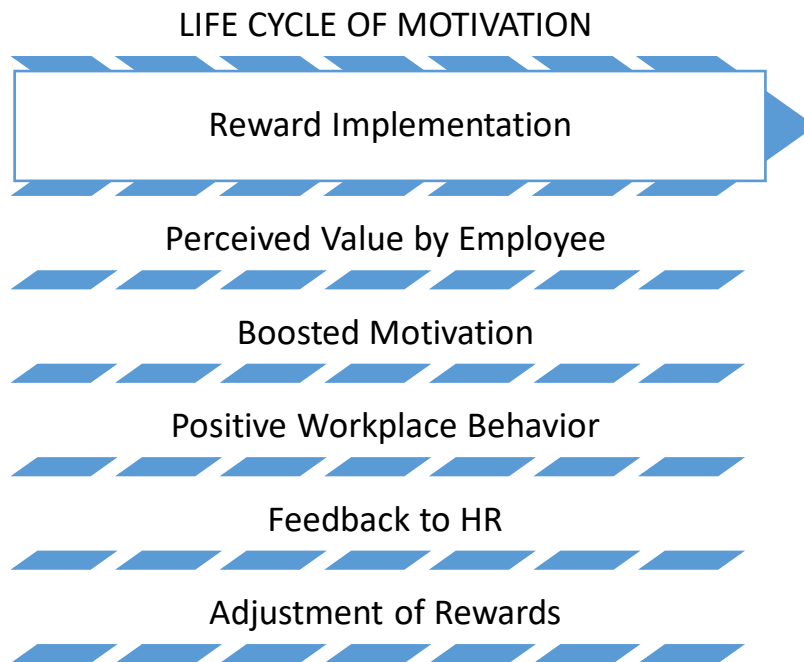 LIFE CYCLE OF MOTIVATION
Reward Implementation
Perceived Value by Employee
Boosted Motivation
Positive Workplace Behavior
Feedback to HR
Adjustment of Rewards